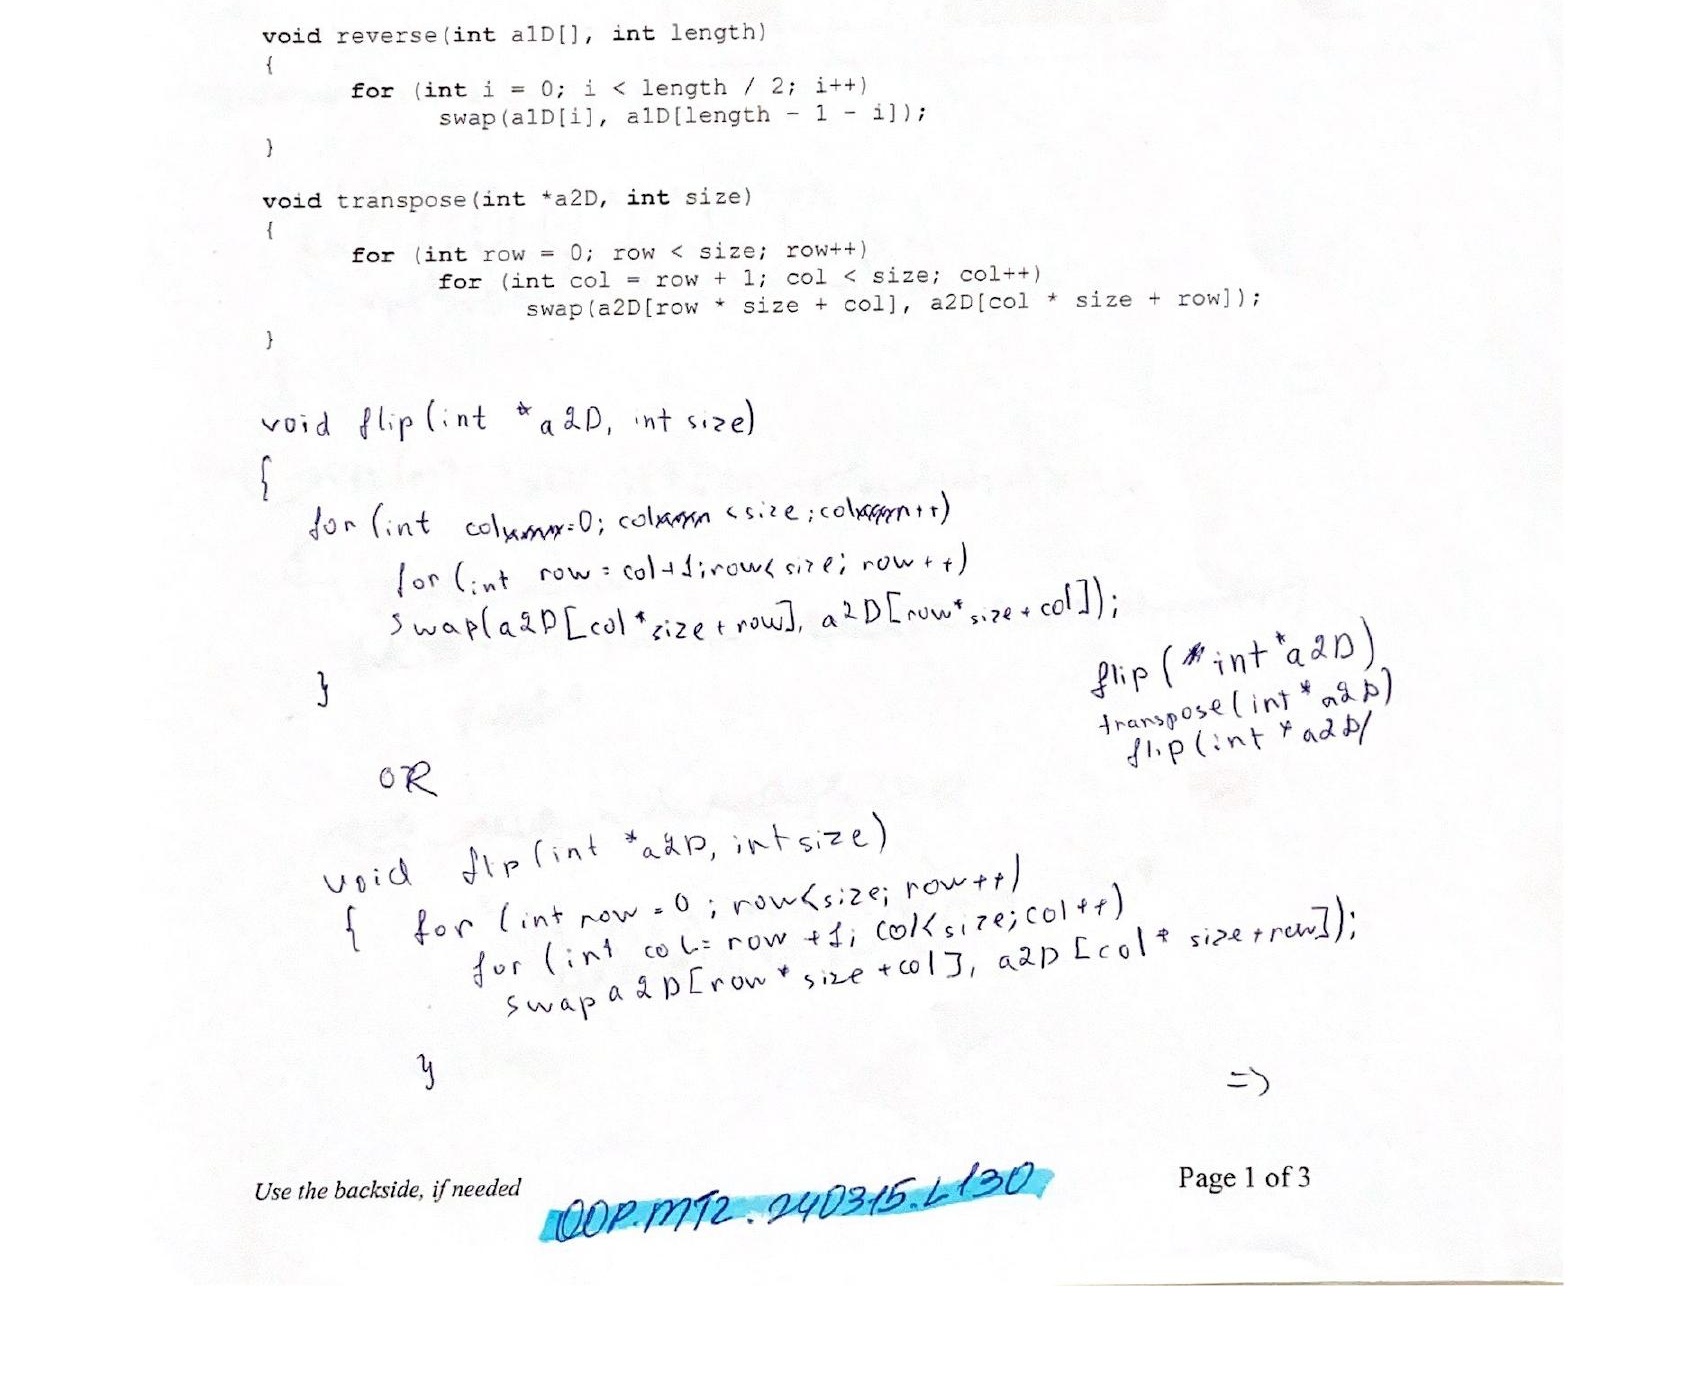 void reverse(int a1D[], int length)
{
for (int i = 0; i < length / 2; i++)
swap(a1D[i], a1D[length - 1 - i]);
}
void transpose(int *a2D, int size)
{
for (int row = 0; row < size; row++)
for (int col = row + 1; col < size; col++)
swap(a2D[row * size + col], a2D[col * size + row]);
}
void flip(int *a2D, int size)
{
for (int col=0; col <size; col++)
for (int row = col+1; row< size; row++)
swap(a2D[col*size+row], a2D[row*size+col]);
}
flip( int *a2D)
transpose(int *a2D)
flip(int *a2D)
OR
void flip(int *a2D, int size)
{ for (int row = 0; row<size; row++)
for (int col= row +1; col<size; col++)
swap a2D[row * size +col], a2D[col * size+row]);
}
=>
Use the backside, if needed
OOP.MT2.240315.L130
Page 1 of 3